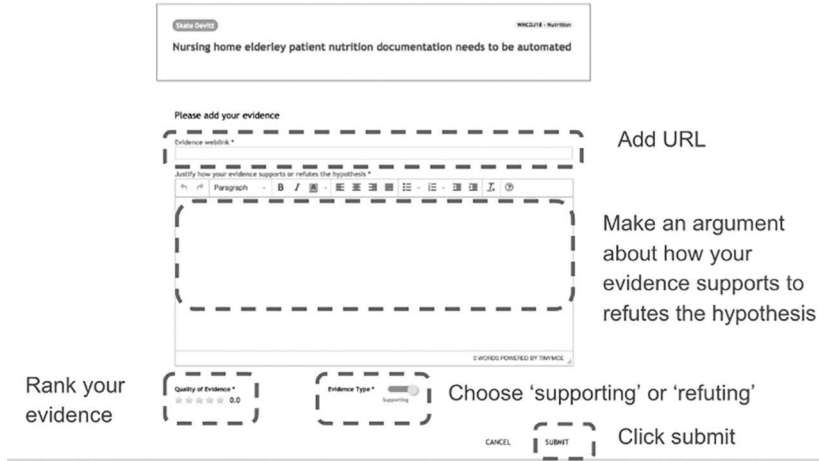 Skate Devitt
WHCDJ18 - Nutrition
Nursing home elderley patient nutrition documentation needs to be automated
Please add your evidence
Evidence weblink *
Add URL
Justify how your evidence supports or refutes the hypothesis *
Paragraph
Make an argument
about how your
evidence supports to
refutes the hypothesis
0 WORDS POWERED BY TINYMCE
Rank your
evidence
Quality of Evidence *
0.0
Evidence Type *
Supporting
Choose ‘supporting’ or ‘refuting’
CANCEL
SUBMIT
Click submit